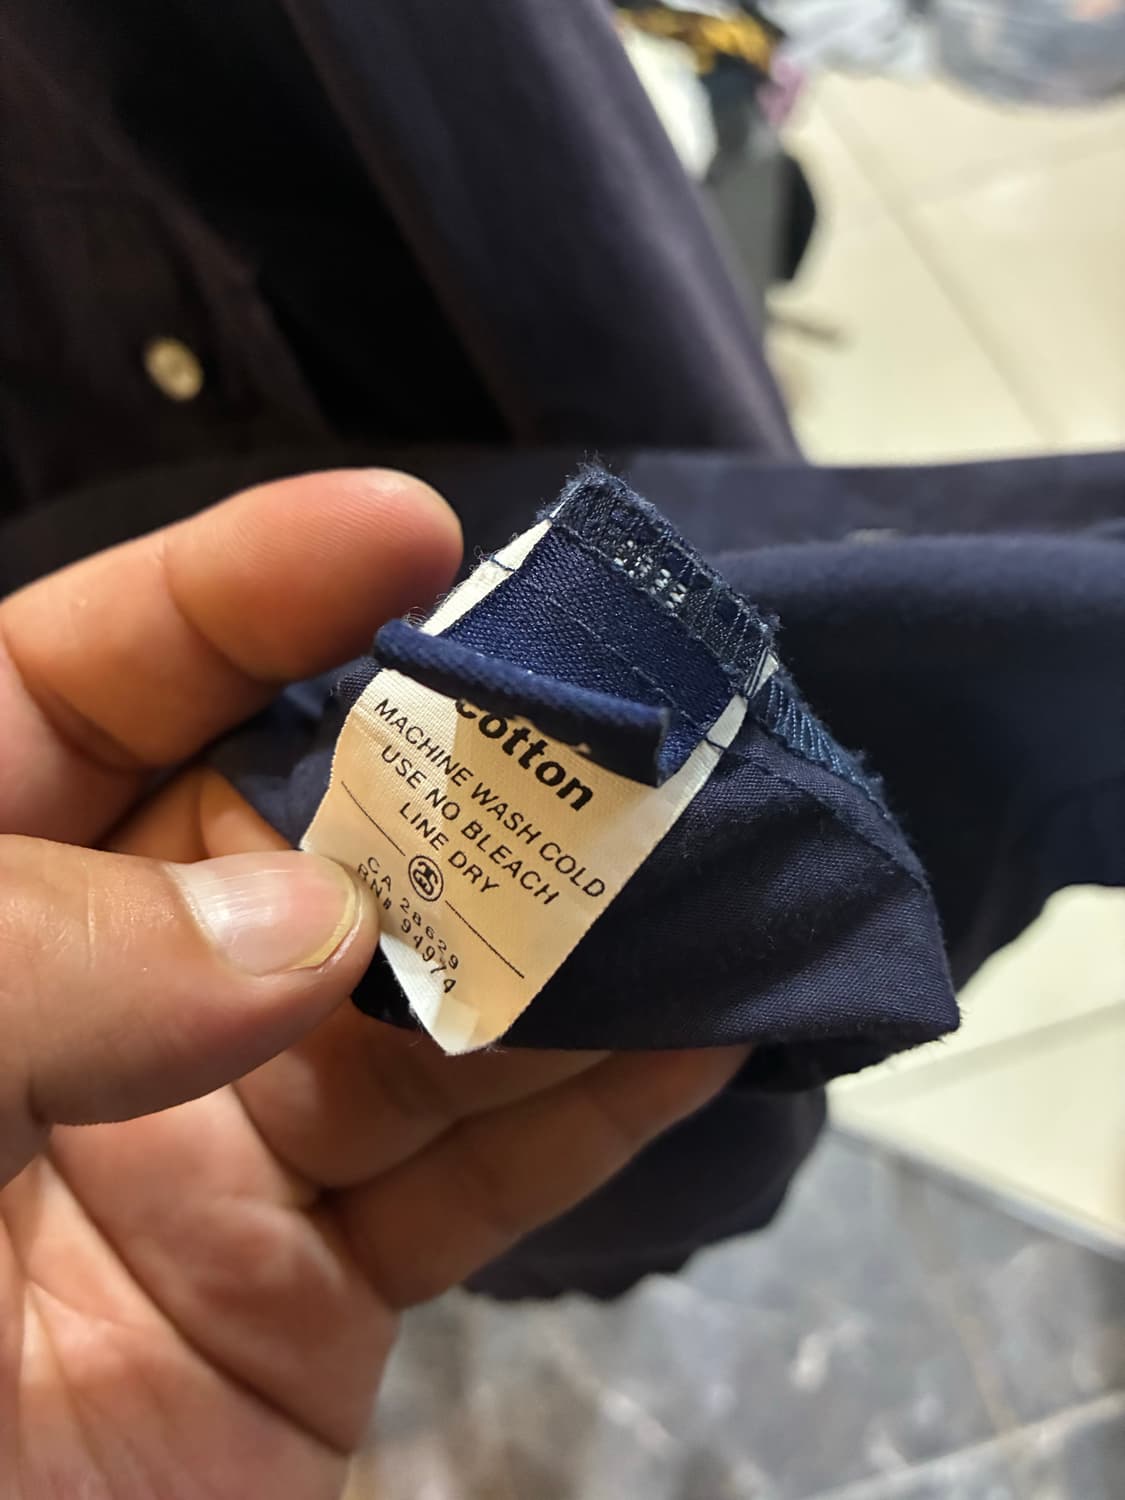 cotton
MACHINE WASH COLD
USE NO BLEACH
LINE DRY
CA 28629
RN# 94974